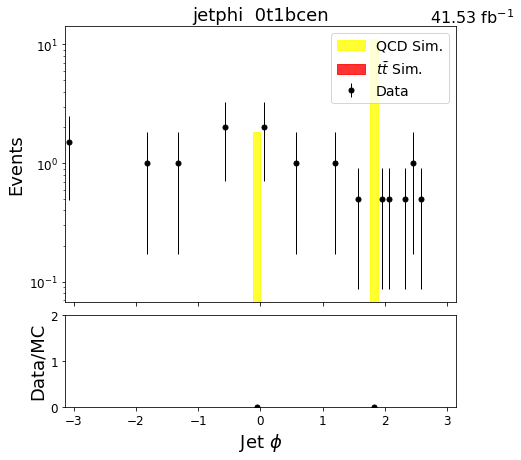 jetphi 0t1bcen
41.53 fb⁻¹
QCD Sim.
tt̄ Sim.
Data
Events
10¹
10⁰
10⁻¹
Data/MC
2
1
0
−3 −2 −1 0 1 2 3
Jet ϕ